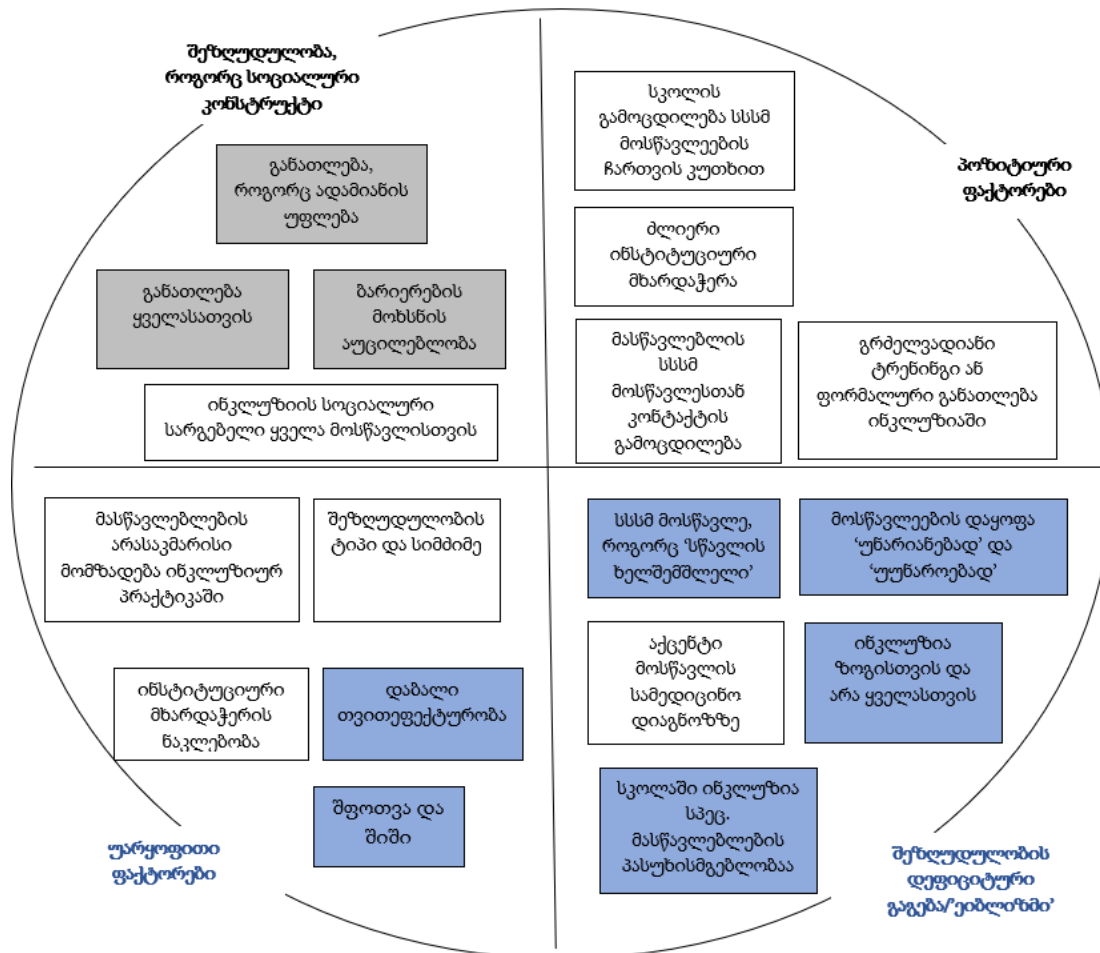 შეზღუდულობა,
როგორც სოციალური
კონსტრუქტი
განათლება,
როგორც ადამიანის
უფლება
განათლება
ყველასათვის
ბარიერების
მოხსნის
აუცილებლობა
ინკლუზიის სოციალური
სარგებელი ყველა მოსწავლისთვის
სკოლის
გამოცდილება სსსმ
მოსწავლეების
ჩართვის კუთხით
პოზიტიური
ფაქტორები
ძლიერი
ინსტიტუციური
მხარდაჭერა
მასწავლებლის
სსსმ
მოსწავლესთან
კონტაქტის
გამოცდილება
გრძელვადიანი
ტრენინგი ან
ფორმალური განათლება
ინკლუზიაში
მასწავლებლების
არასაკმარისი
მომზადება ინკლუზიურ
პრაქტიკაში
შეზღუდულობის
ტიპი და სიმძიმე
ინსტიტუციური
მხარდაჭერის
ნაკლებობა
დაბალი
თვითეფექტურობა
შფოთვა და
შიში
უარყოფითი
ფაქტორები
სსსმ მოსწავლე,
როგორც ‘სწავლის
ხელშემშლელი’
მოსწავლეების დაყოფა
‘უნარიანებად’ და
‘უუნაროებად’
აქცენტი
მოსწავლის
სამედიცინო
დიაგნოზზე
ინკლუზია
ზოგისთვის და
არა ყველასთვის
სკოლაში ინკლუზია
სპეც.
მასწავლებლების
პასუხისმგებლობაა
შეზღუდულობის
დეფიციტური
გაგება/’ეიბლიზმი’